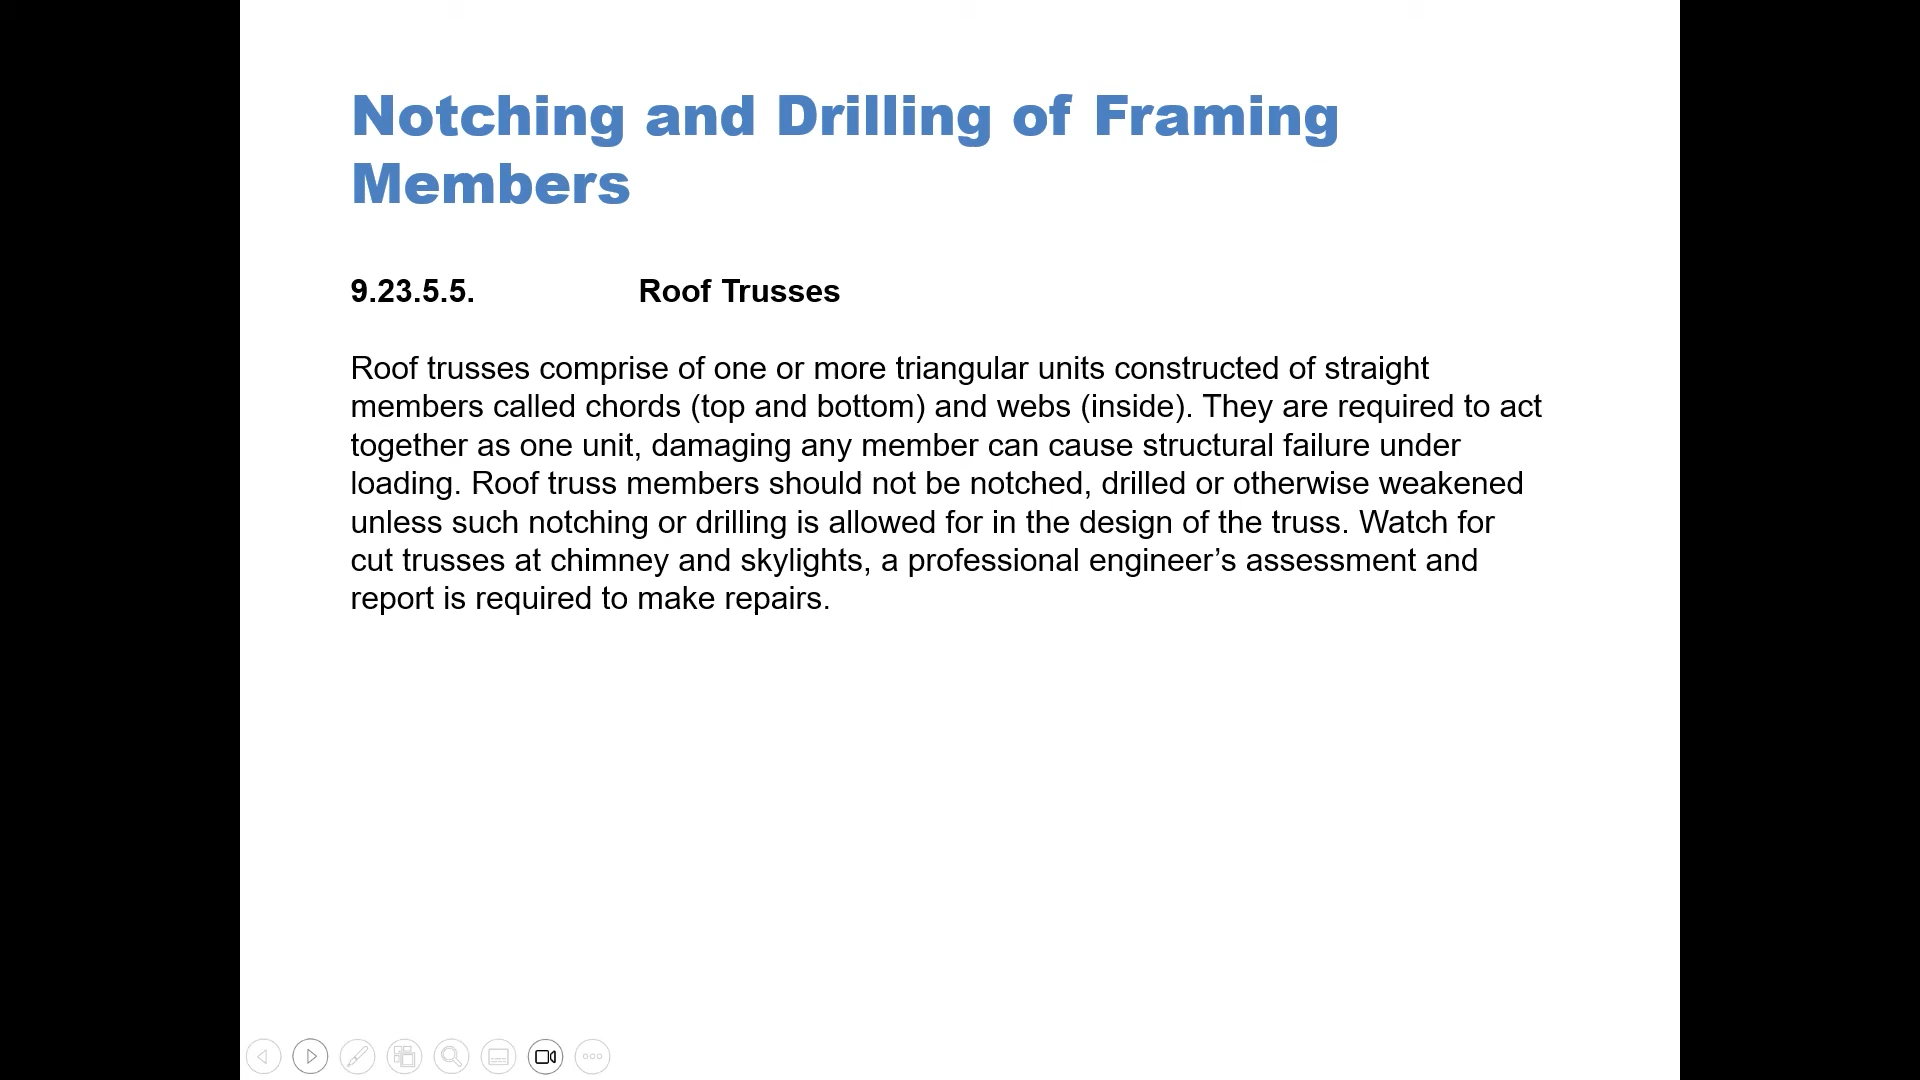 Notching and Drilling of Framing
Members
9.23.5.5. Roof Trusses
Roof trusses comprise of one or more triangular units constructed of straight
members called chords (top and bottom) and webs (inside). They are required to act
together as one unit, damaging any member can cause structural failure under
loading. Roof truss members should not be notched, drilled or otherwise weakened
unless such notching or drilling is allowed for in the design of the truss. Watch for
cut trusses at chimney and skylights, a professional engineer’s assessment and
report is required to make repairs.